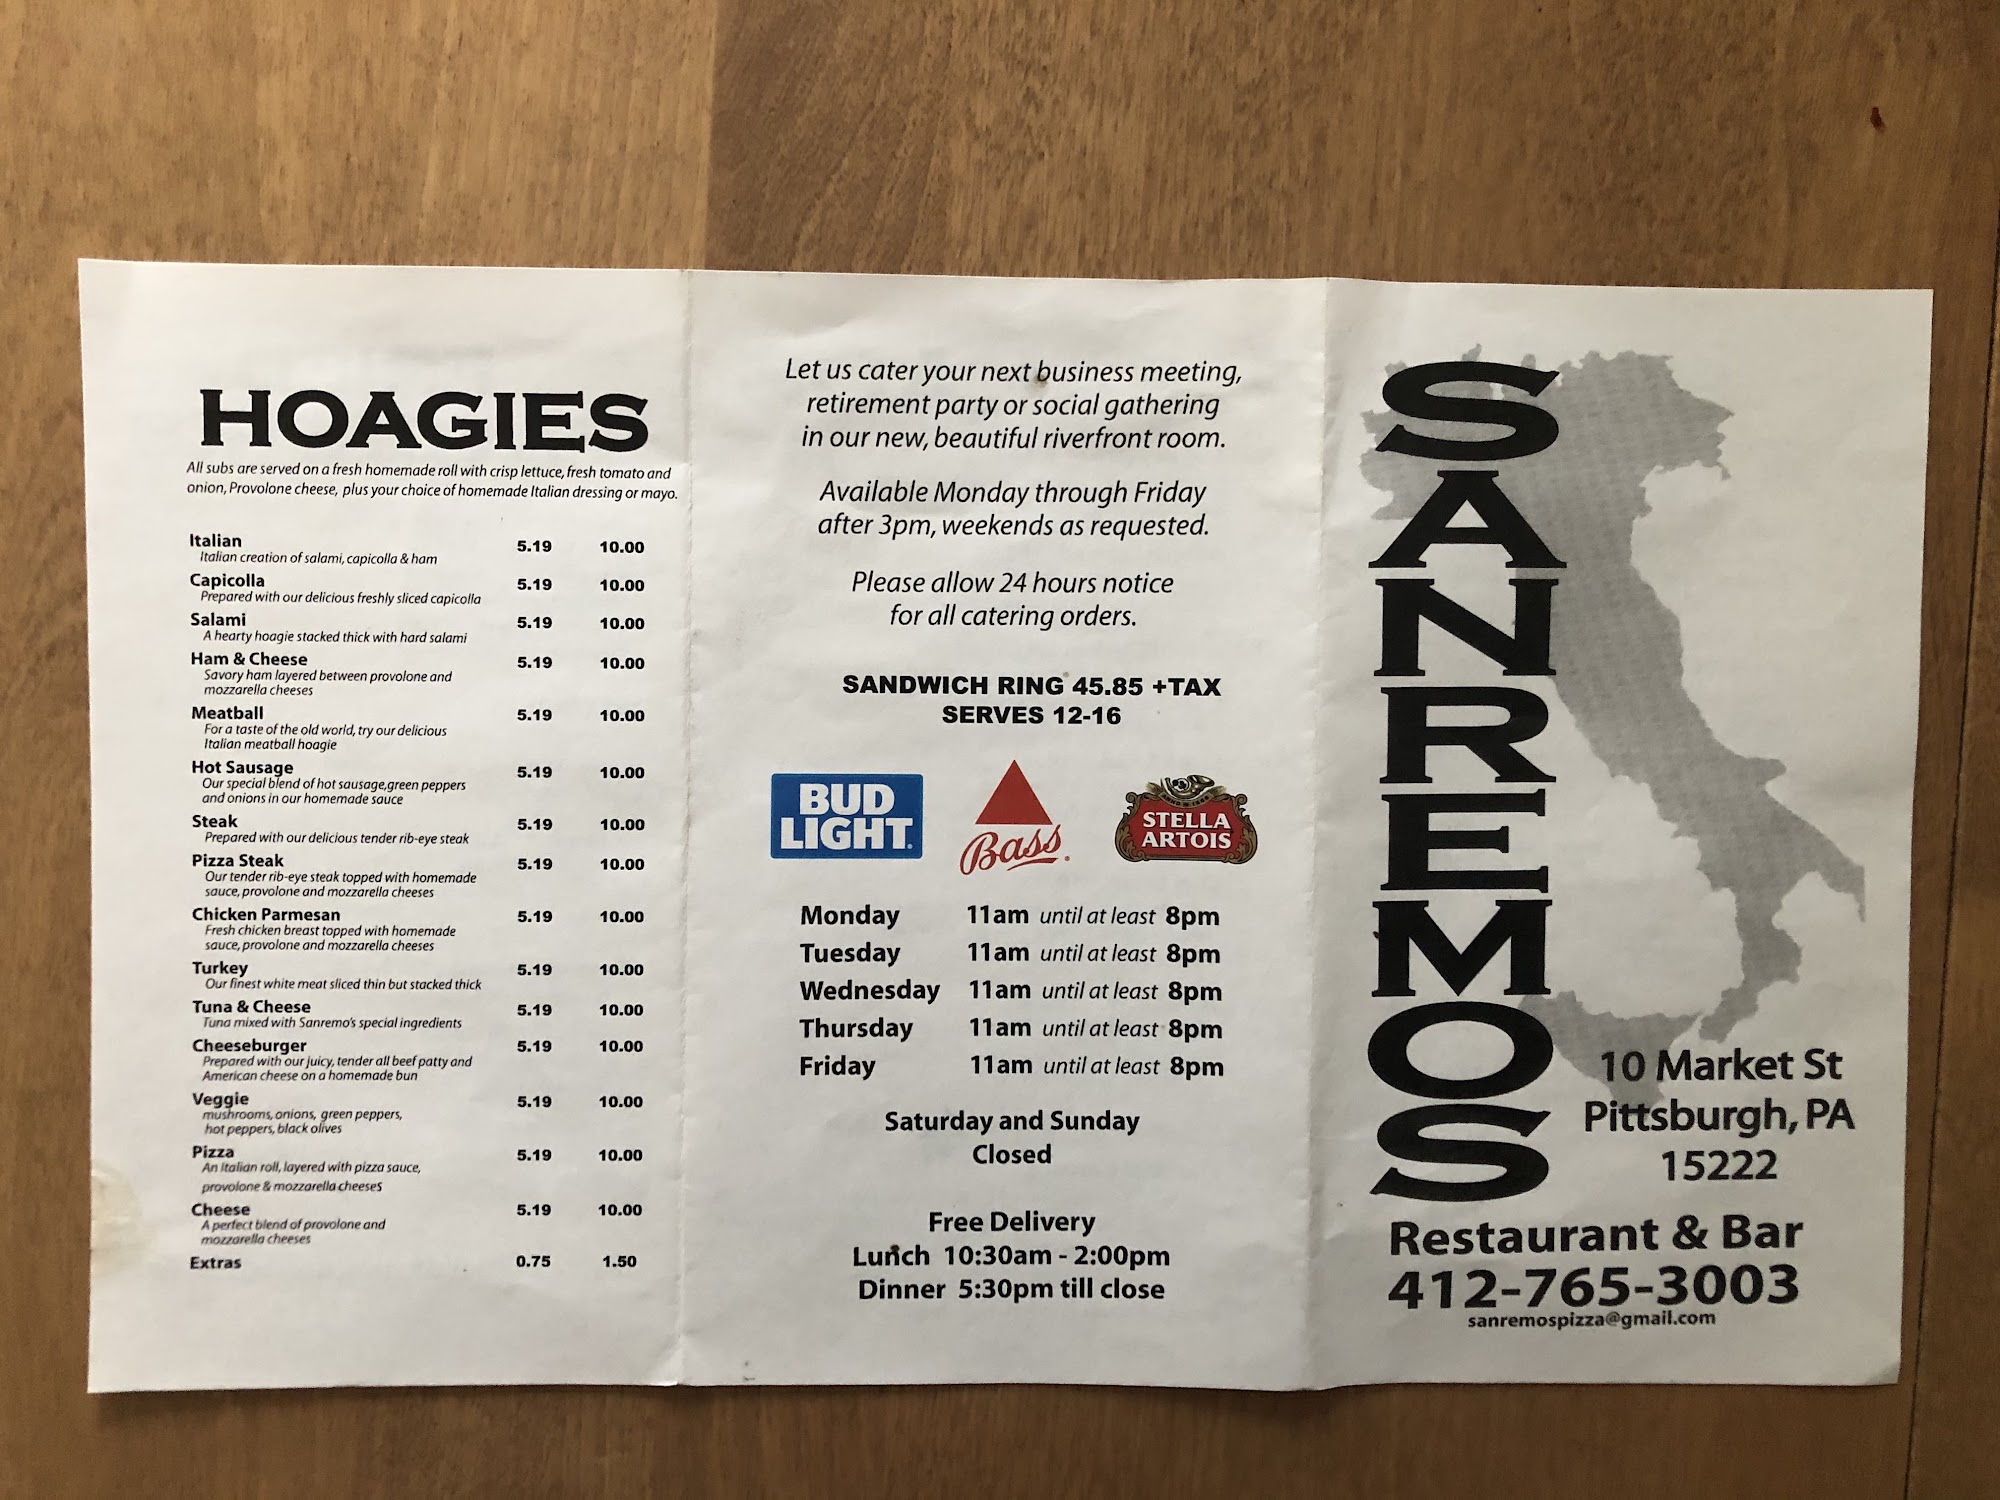 HOAGIES
All subs are served on a fresh homemade roll with crisp lettuce, fresh tomato and
onion, Provolone cheese, plus your choice of homemade Italian dressing or mayo.
Italian 5.19 10.00
Italian creation of salami, capicolla & ham
Capicolla 5.19 10.00
Prepared with our delicious freshly sliced capicolla
Salami 5.19 10.00
A hearty hoagie stacked thick with hard salami
Ham & Cheese 5.19 10.00
Savory ham layered between provolone and
mozzarella cheeses
Meatball 5.19 10.00
For a taste of the old world, try our delicious
Italian meatball hoagie
Hot Sausage 5.19 10.00
Our special blend of hot sausage,green peppers
and onions in our homemade sauce
Steak 5.19 10.00
Prepared with our delicious tender rib-eye steak
Pizza Steak 5.19 10.00
Our tender rib-eye steak topped with homemade
sauce, provolone and mozzarella cheeses
Chicken Parmesan 5.19 10.00
Fresh chicken breast topped with homemade
sauce, provolone and mozzarella cheeses
Turkey 5.19 10.00
Our finest white meat sliced thin but stacked thick
Tuna & Cheese 5.19 10.00
Tuna mixed with Sanremo's special ingredients
Cheeseburger 5.19 10.00
Prepared with our juicy, tender all beef patty and
American cheese on a homemade bun
Veggie 5.19 10.00
mushrooms, onions, green peppers,
hot peppers, black olives
Pizza 5.19 10.00
An Italian roll, layered with pizza sauce,
provolone & mozzarella cheeses
Cheese 5.19 10.00
A perfect blend of provolone and
mozzarella cheeses
Extras 0.75 1.50
Let us cater your next business meeting,
retirement party or social gathering
in our new, beautiful riverfront room.
Available Monday through Friday
after 3pm, weekends as requested.
Please allow 24 hours notice
for all catering orders.
SANDWICH RING 45.85 +TAX
SERVES 12-16
BUD
LIGHT.
Bass
STELLA
ARTOIS
Monday 11am until at least 8pm
Tuesday 11am until at least 8pm
Wednesday 11am until at least 8pm
Thursday 11am until at least 8pm
Friday 11am until at least 8pm
Saturday and Sunday
Closed
Free Delivery
Lunch 10:30am - 2:00pm
Dinner 5:30pm till close
SANREMOS
10 Market St
Pittsburgh, PA
15222
Restaurant & Bar
412-765-3003
sanremospizza@gmail.com